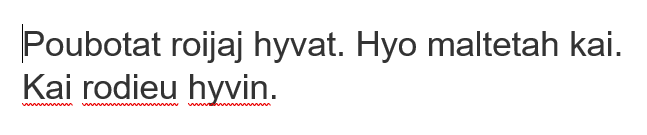 Poubotat roijaj hyvat. Hyo maltetah kai.
Kai rodieu hyvin.